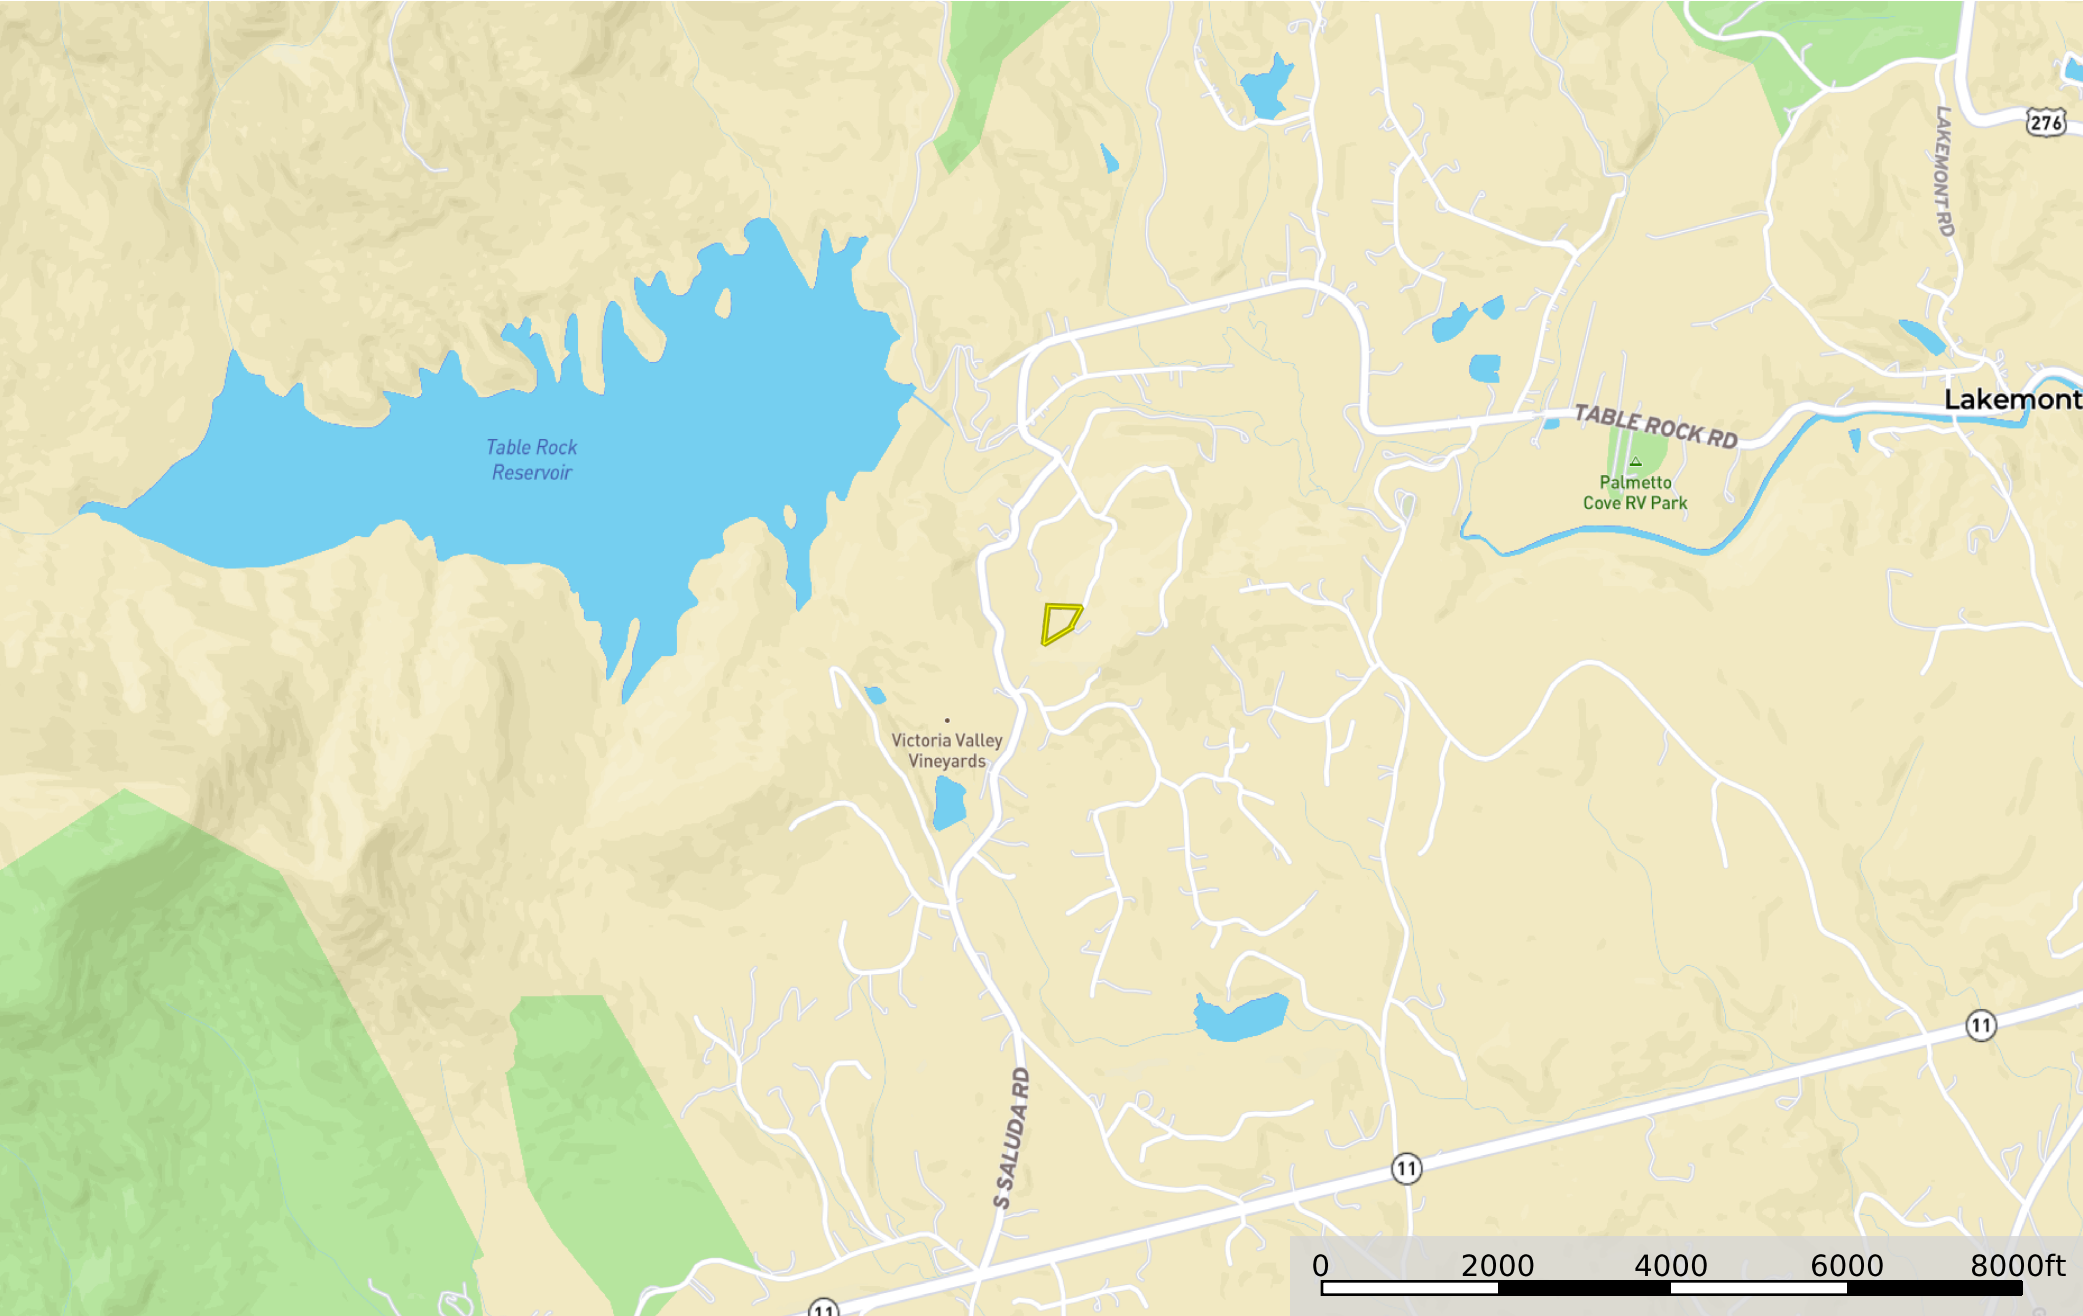 276
LAKEMONT RD
Lakemont
TABLE ROCK RD
Table Rock
Reservoir
Palmetto
Cove RV Park
Victoria Valley
Vineyards
11
S SALUDA RD
11
11
0 2000 4000 6000 8000ft